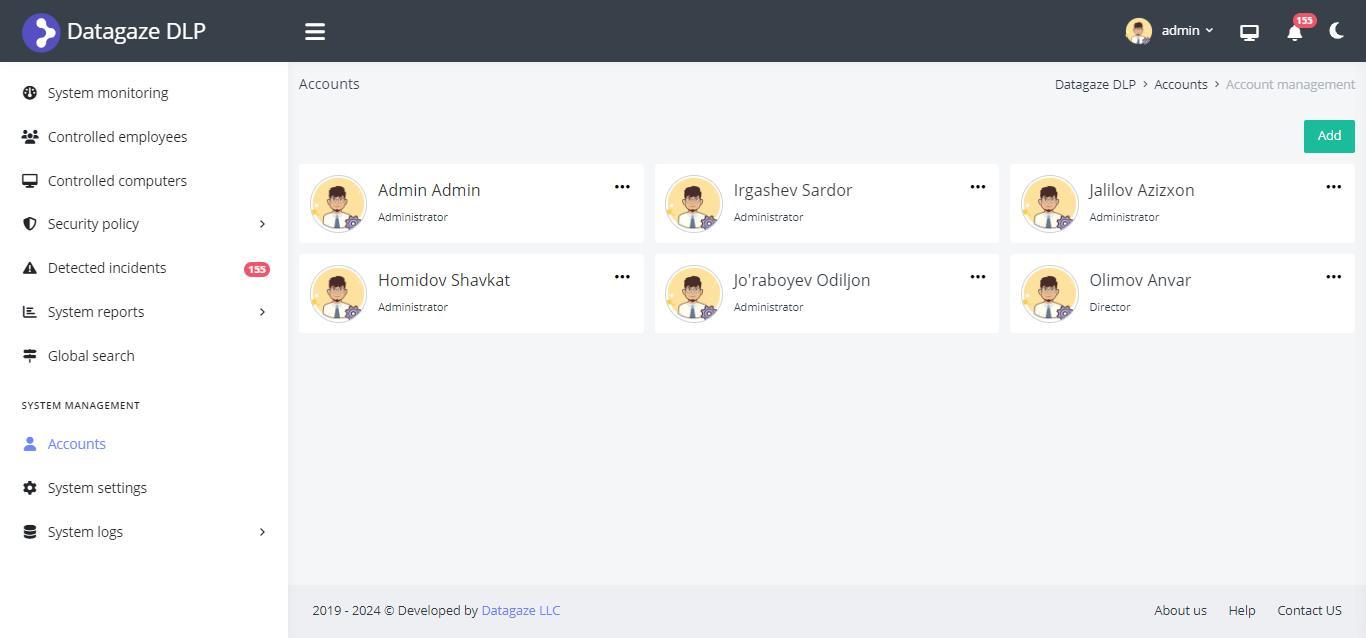 Datagaze DLP
admin
155
System monitoring
Controlled employees
Controlled computers
Security policy
Detected incidents 155
System reports
Global search
SYSTEM MANAGEMENT
Accounts
System settings
System logs
Accounts
Datagaze DLP > Accounts > Account management
Add
Admin Admin
Administrator
Irgashev Sardor
Administrator
Jalilov Azizxon
Administrator
Homidov Shavkat
Administrator
Jo'raboyev Odiljon
Administrator
Olimov Anvar
Director
2019 - 2024 © Developed by Datagaze LLC
About us Help Contact US